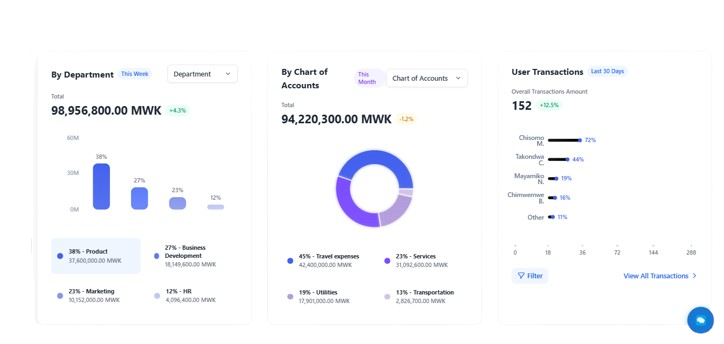 By Department This Week Department
Total
98,956,800.00 MWK +4.3%
60M
30M
0M
38%
27%
23%
12%
38% - Product
37,600,000.00 MWK
27% - Business
Development
18,149,600.00 MWK
23% - Marketing
10,152,000.00 MWK
12% - HR
4,096,400.00 MWK
By Chart of
Accounts
This
Month
Chart of Accounts
Total
94,220,300.00 MWK -1.2%
45% - Travel expenses
42,400,000.00 MWK
23% - Services
31,092,600.00 MWK
19% - Utilities
17,901,000.00 MWK
13% - Transportation
2,826,700.00 MWK
User Transactions Last 30 Days
Overall Transactions Amount
152 +12.5%
Chisomo
M.
72%
Takondwa
C.
44%
Mayamiko
N.
19%
Chimwemwe
B.
16%
Other 11%
0 18 36 72 144 288
Filter View All Transactions